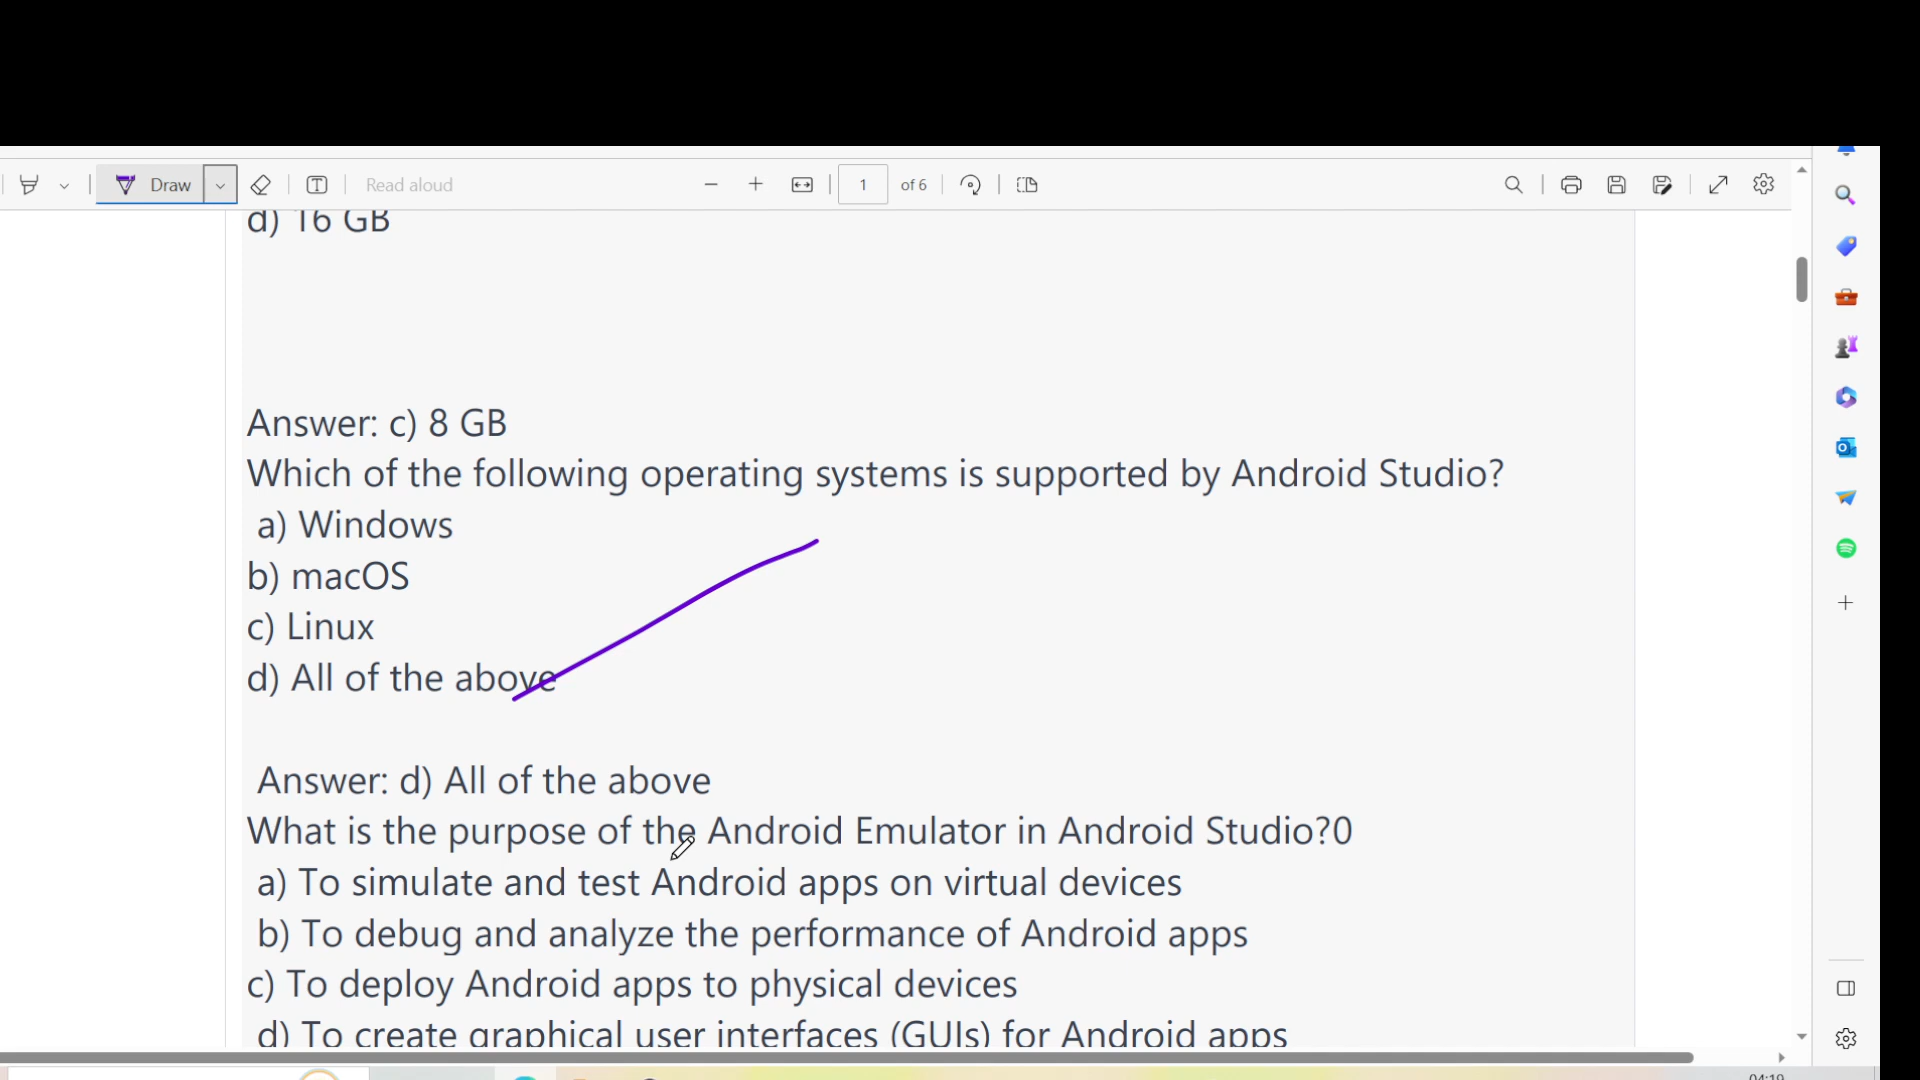 Draw
Read aloud
1
of 6
d) 16 GB
Answer: c) 8 GB
Which of the following operating systems is supported by Android Studio?
a) Windows
b) macOS
c) Linux
d) All of the above
Answer: d) All of the above
What is the purpose of the Android Emulator in Android Studio?0
a) To simulate and test Android apps on virtual devices
b) To debug and analyze the performance of Android apps
c) To deploy Android apps to physical devices
d) To create graphical user interfaces (GUIs) for Android apps
04:19